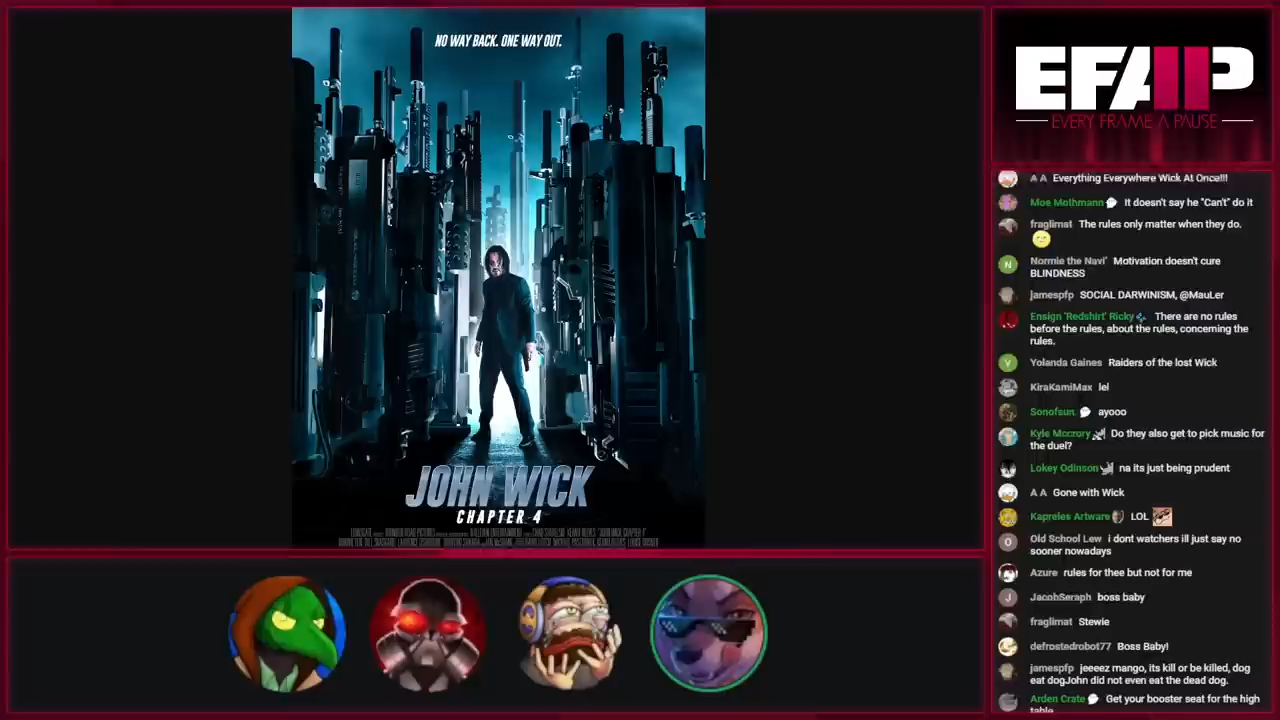 NO WAY BACK. ONE WAY OUT.
JOHN WICK
CHAPTER 4
EFAP
EVERY FRAME A PAUSE
A A Everything Everywhere Wick At Once!!!
Moe Mothmann It doesn't say he "Can't" do it
fraglimat The rules only matter when they do.
Normie the Navi' Motivation doesn't cure
BLINDNESS
jamespfp SOCIAL DARWINISM, @MauLer
Ensign 'Redshirt' Ricky There are no rules
before the rules, about the rules, concerning the
rules.
Yolanda Gaines Raiders of the lost Wick
KiraKamiMax lel
Sonofsun ayooo
Kyle Mczrory Do they also get to pick music for
the duel?
Lokey Odinson na its just being prudent
A A Gone with Wick
Kapreles Artware LOL
Old School Lew i dont watchers ill just say no
sooner nowadays
Azure rules for thee but not for me
JacobSeraph boss baby
fraglimat Stewie
defrostedrobot77 Boss Baby!
jamespfp jeeeez mango, its kill or be killed, dog
eat dogJohn did not even eat the dead dog.
Arden Crate Get your booster seat for the high
table